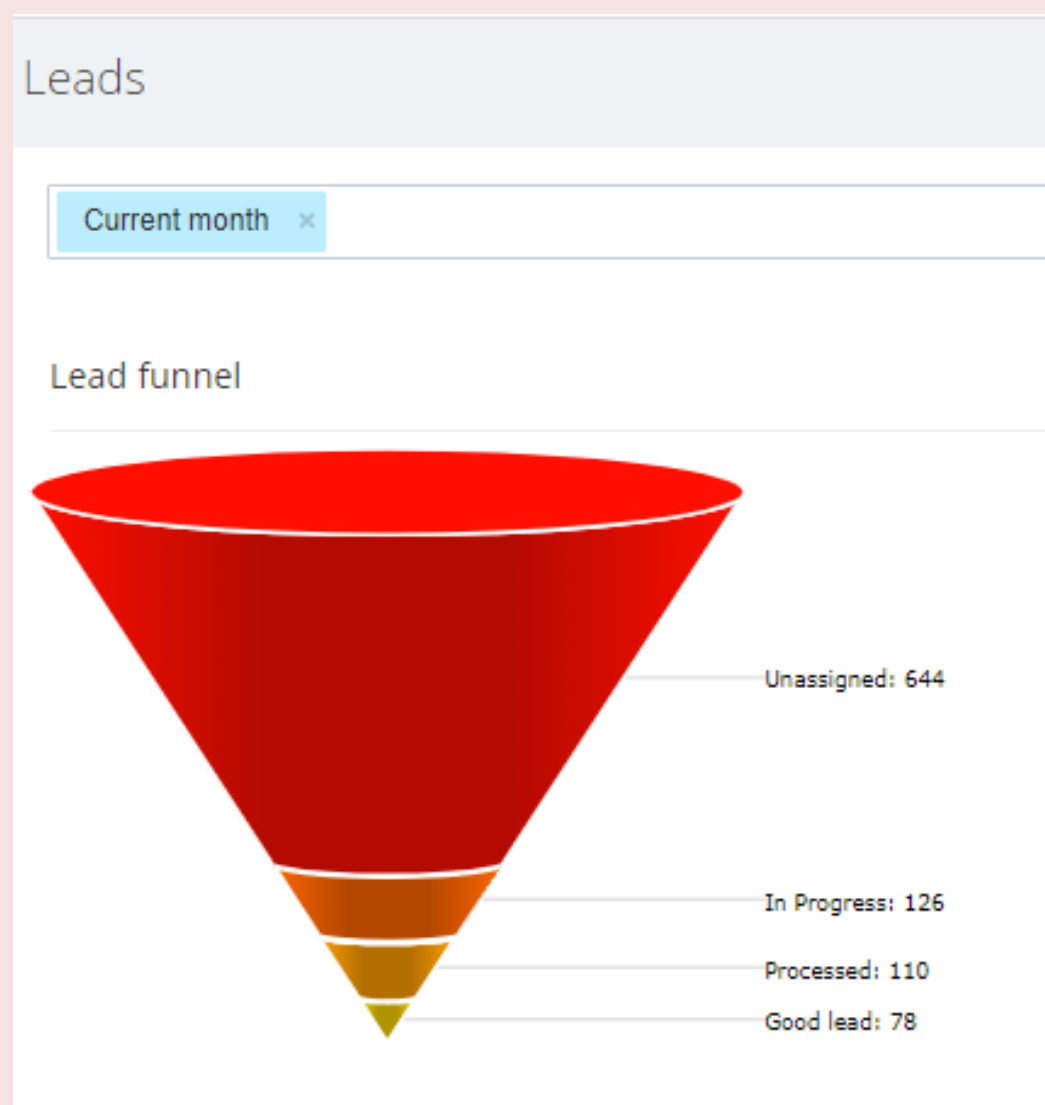 Leads
Current month ×
Lead funnel
Unassigned: 644
In Progress: 126
Processed: 110
Good lead: 78